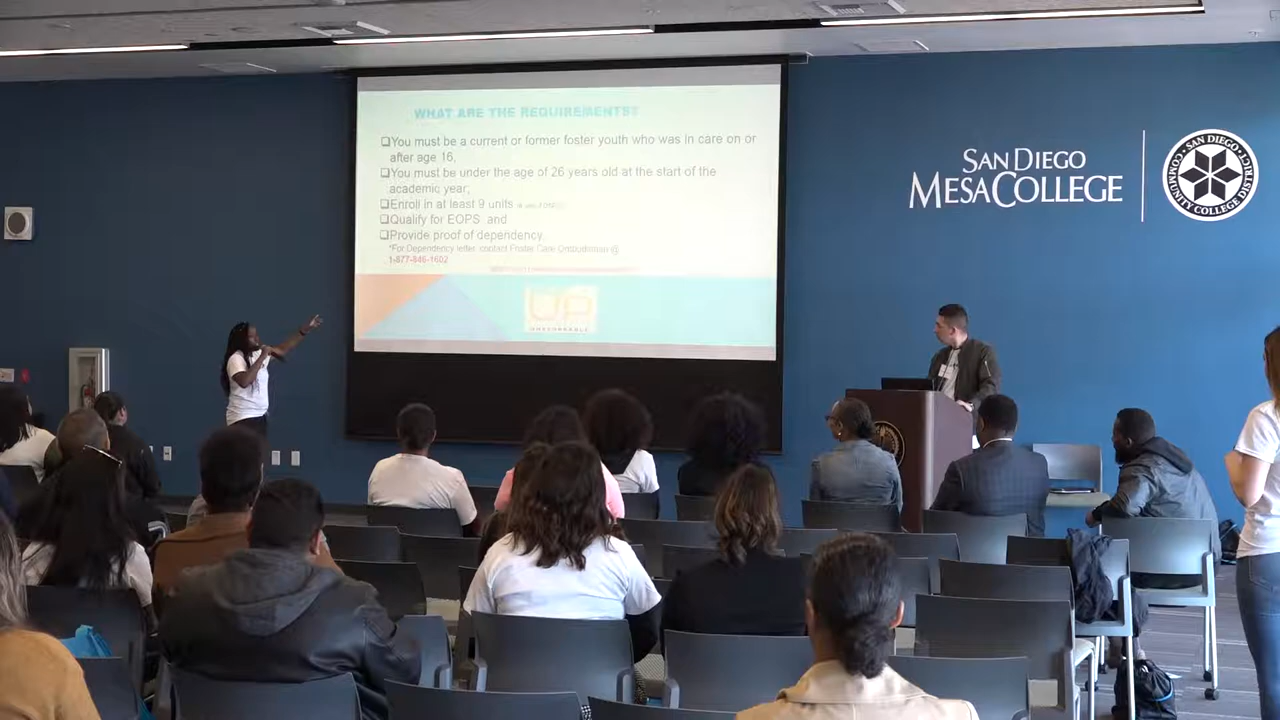 WHAT ARE THE REQUIREMENTS?
❑You must be a current or former foster youth who was in care on or
after age 16,
❑You must be under the age of 26 years old at the start of the
academic year;
❑Enroll in at least 9 units
❑Qualify for EOPS and
❑Provide proof of dependency.
*For Dependency letter contact Foster Care Ombudsman @
1-877-846-1602
UP
UNSTOPPABLE
SAN DIEGO
MESA COLLEGE
SAN DIEGO
COMMUNITY COLLEGE DISTRICT